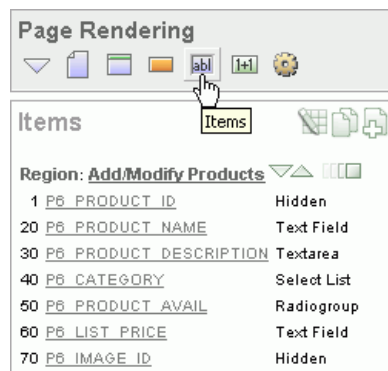 Page Rendering
abl 1+1
Items
Items
Region: Add/Modify Products
1 P6_PRODUCT_ID Hidden
20 P6_PRODUCT_NAME Text Field
30 P6_PRODUCT_DESCRIPTION Textarea
40 P6_CATEGORY Select List
50 P6_PRODUCT_AVAIL Radiogroup
60 P6_LIST_PRICE Text Field
70 P6_IMAGE_ID Hidden